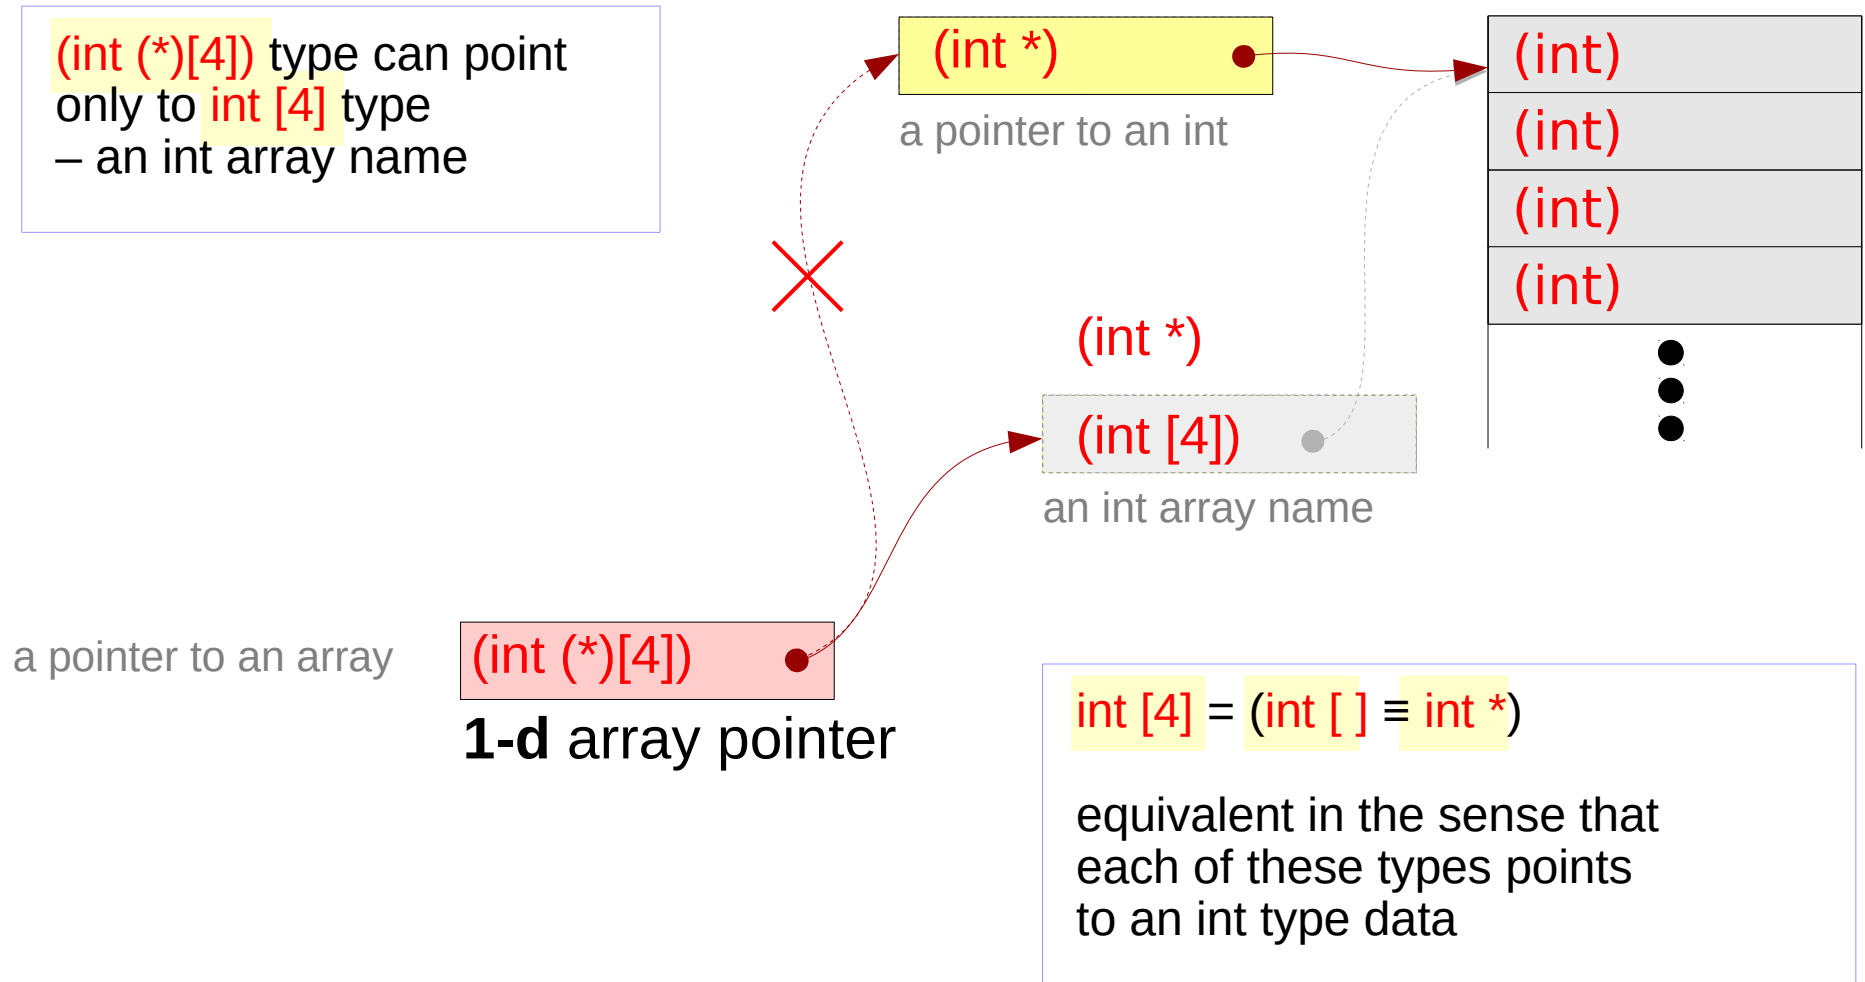 (int (*)[4]) type can point
only to int [4] type
– an int array name
(int *)
a pointer to an int
(int)
(int)
(int)
(int)
(int *)
(int [4])
an int array name
a pointer to an array
(int (*)[4])
1-d array pointer
int [4] = (int [ ] ≡ int *)
equivalent in the sense that
each of these types points
to an int type data